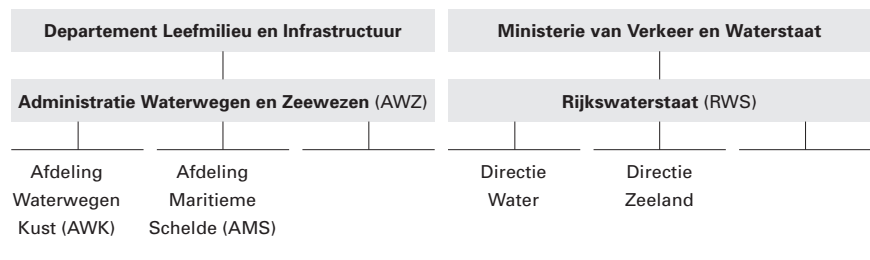 Departement Leefmilieu en Infrastructuur
Ministerie van Verkeer en Waterstaat
Administratie Waterwegen en Zeewezen (AWZ)
Rijkswaterstaat (RWS)
Afdeling
Waterwegen
Kust (AWK)
Afdeling
Maritieme
Schelde (AMS)
Directie
Water
Directie
Zeeland